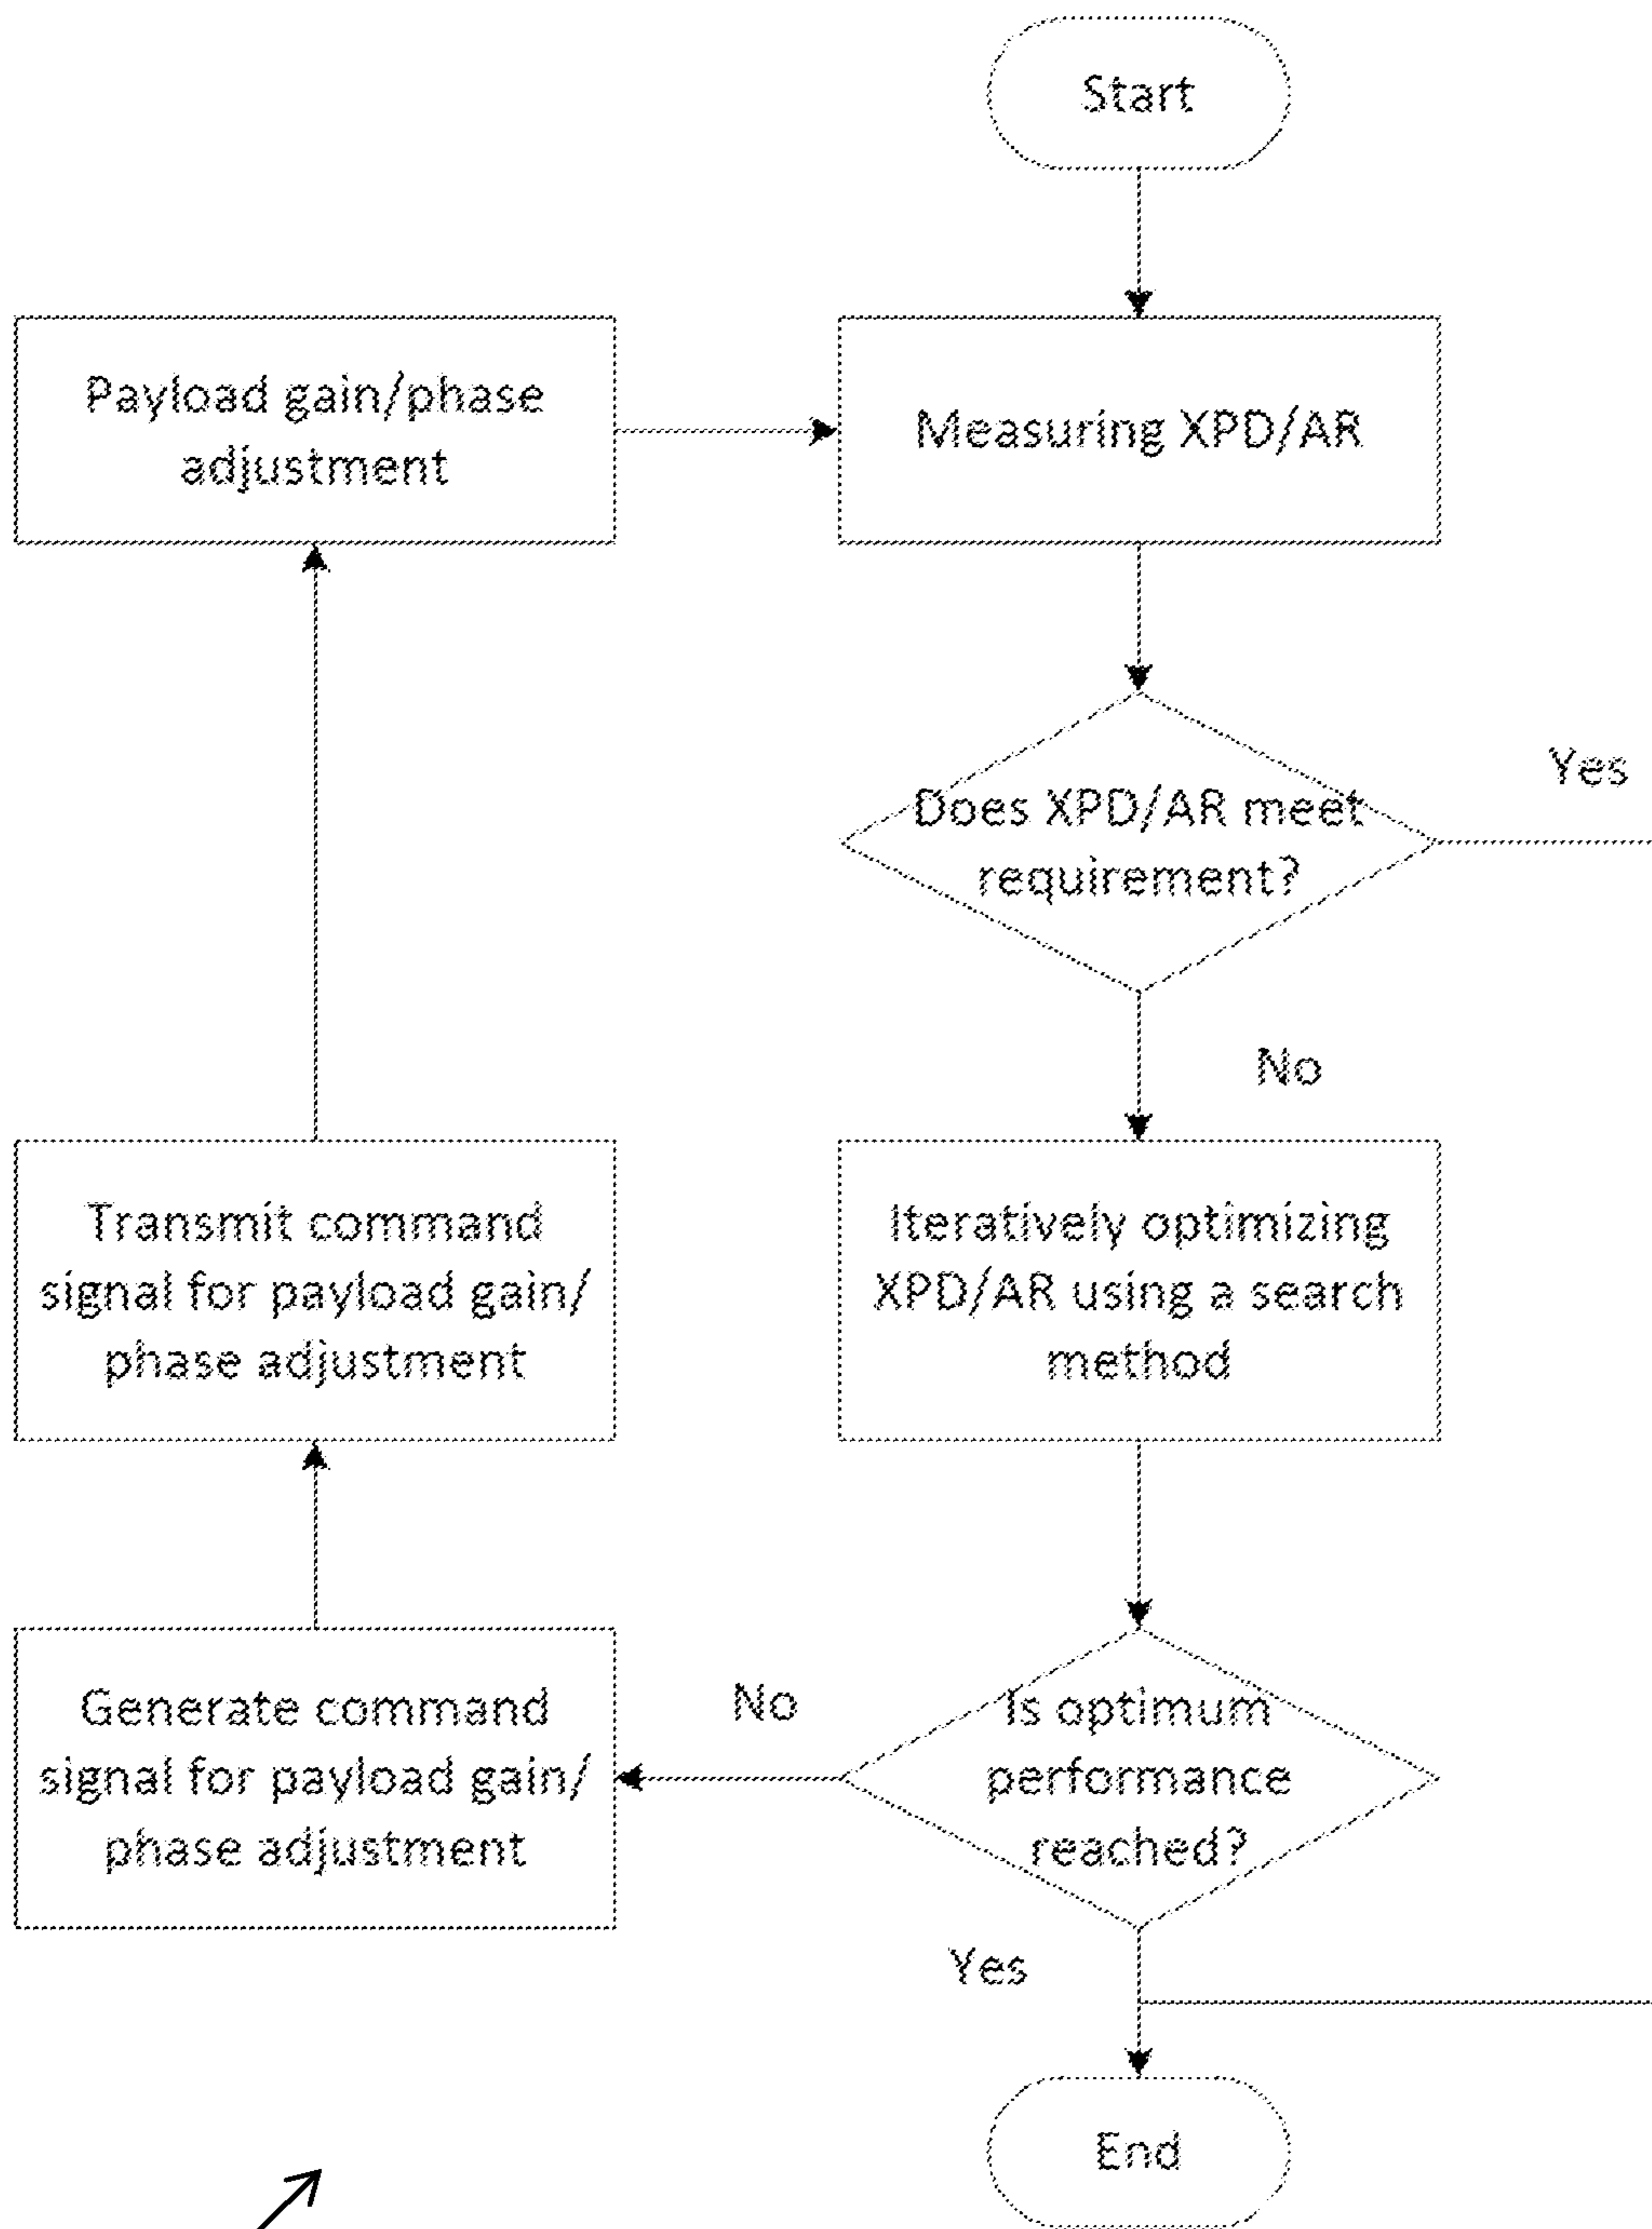 Start
Payload gain/phase
adjustment
Measuring XPD/AR
Does XPD/AR meet
requirement?
Yes
No
Transmit command
signal for payload gain/
phase adjustment
Iteratively optimizing
XPD/AR using a search
method
Generate command
signal for payload gain/
phase adjustment
No
Is optimum
performance
reached?
Yes
End